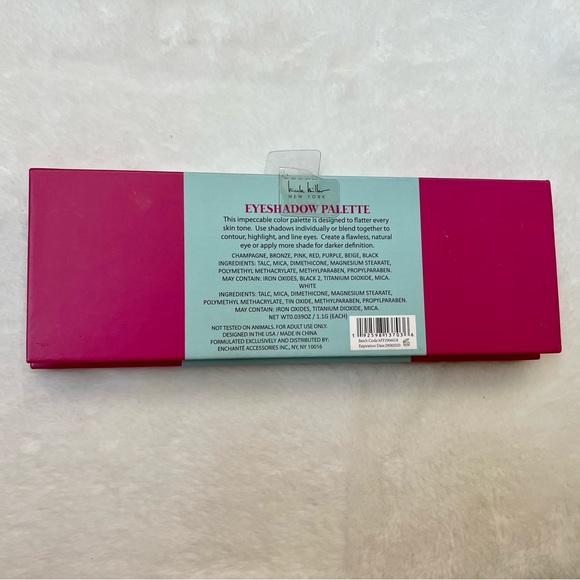 Nicole Miller
NEW YORK
EYESHADOW PALETTE
This impeccable color palette is designed to flatter every
skin tone. Use shadows individually or blend together to
contour, highlight, and line eyes. Create a flawless, natural
eye or apply more shade for darker definition.
CHAMPAGNE, BRONZE, PINK, RED, PURPLE, BEIGE, BLACK
INGREDIENTS: TALC, MICA, DIMETHICONE, MAGNESIUM STEARATE,
POLYMETHYL METHACRYLATE, METHYLPARABEN, PROPYLPARABEN.
MAY CONTAIN: IRON OXIDES, BLACK 2, TITANIUM DIOXIDE, MICA.
WHITE
INGREDIENTS: TALC, MICA, DIMETHICONE, MAGNESIUM STEARATE,
POLYMETHYL METHACRYLATE, TIN OXIDE, METHYLPARABEN, PROPYLPARABEN.
MAY CONTAIN: IRON OXIDES, TITANIUM DIOXIDE, MICA.
NET WT0.039OZ / 1.1G (EACH)
NOT TESTED ON ANIMALS. FOR ADULT USE ONLY.
DESIGNED IN THE USA / MADE IN CHINA
FORMULATED EXCLUSIVELY AND DISTRIBUTED BY:
ENCHANTÉ ACCESSORIES INC., NY, NY 10016
1 92598 13703 6